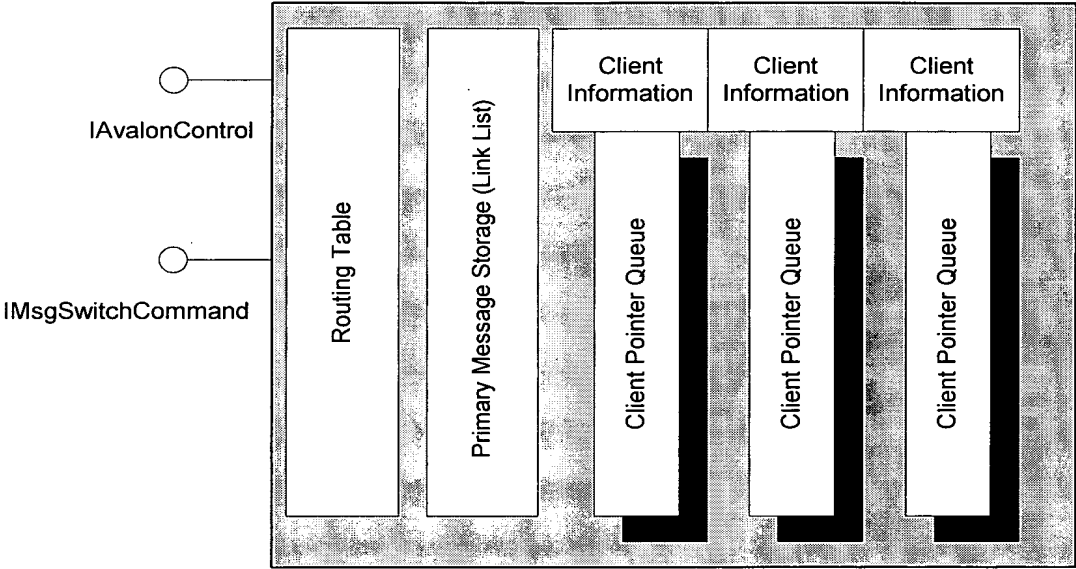 IAvalonControl
IMsgSwitchCommand
Routing Table
Primary Message Storage (Link List)
Client
Information
Client
Information
Client
Information
Client Pointer Queue
Client Pointer Queue
Client Pointer Queue